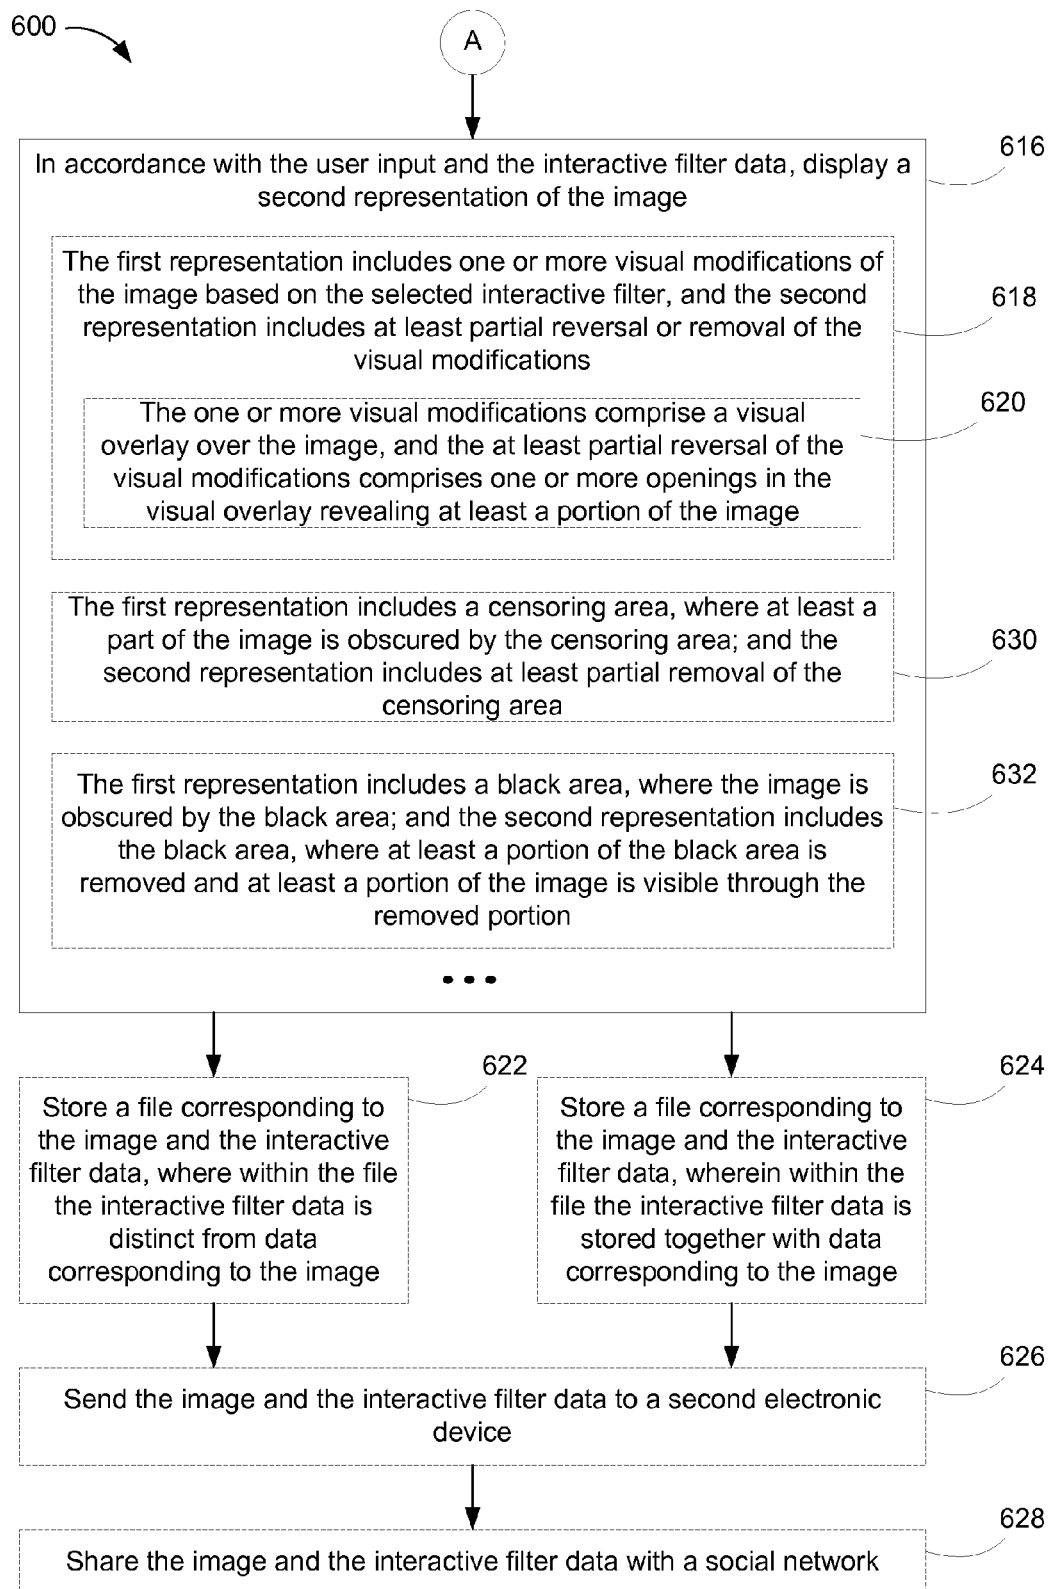 600
A
616
In accordance with the user input and the interactive filter data, display a
second representation of the image
The first representation includes one or more visual modifications of
the image based on the selected interactive filter, and the second
representation includes at least partial reversal or removal of the
visual modifications
618
The one or more visual modifications comprise a visual
overlay over the image, and the at least partial reversal of the
visual modifications comprises one or more openings in the
visual overlay revealing at least a portion of the image
620
The first representation includes a censoring area, where at least a
part of the image is obscured by the censoring area; and the
second representation includes at least partial removal of the
censoring area
630
The first representation includes a black area, where the image is
obscured by the black area; and the second representation includes
the black area, where at least a portion of the black area is
removed and at least a portion of the image is visible through the
removed portion
632
• • •
622
Store a file corresponding to
the image and the interactive
filter data, where within the file
the interactive filter data is
distinct from data
corresponding to the image
624
Store a file corresponding to
the image and the interactive
filter data, wherein within the
file the interactive filter data is
stored together with data
corresponding to the image
626
Send the image and the interactive filter data to a second electronic
device
628
Share the image and the interactive filter data with a social network